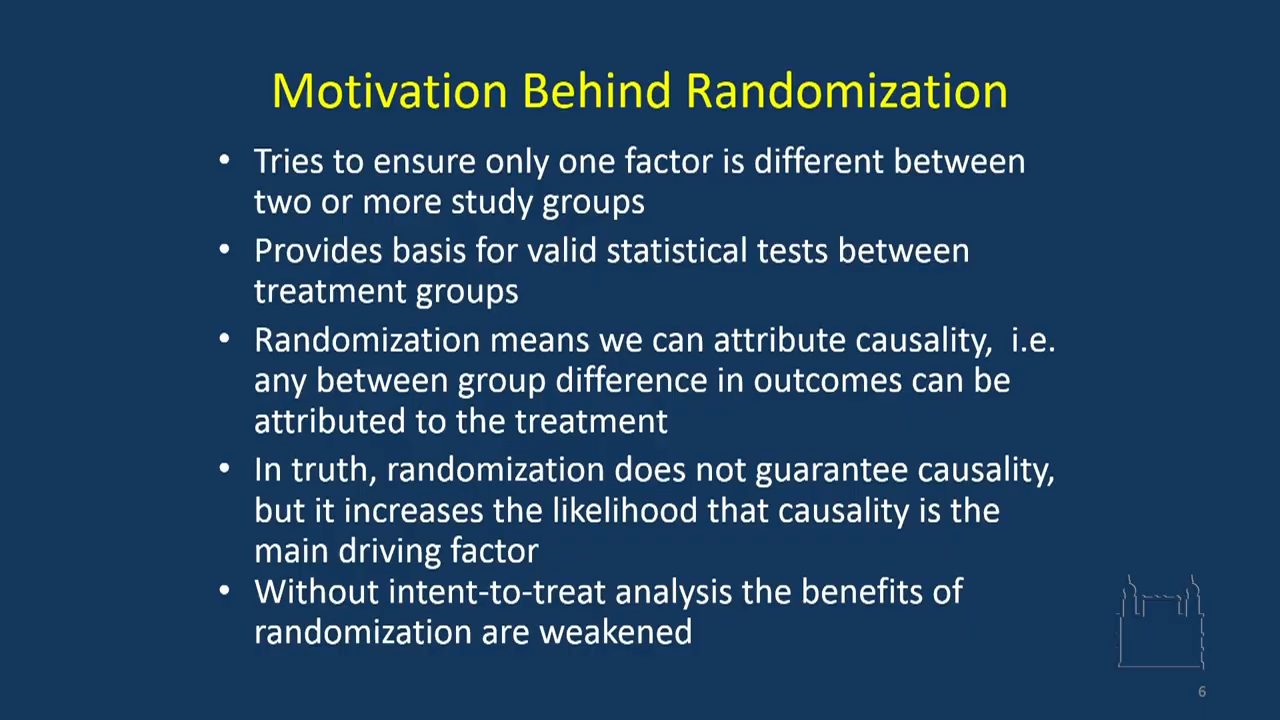 Motivation Behind Randomization
• Tries to ensure only one factor is different between
two or more study groups
• Provides basis for valid statistical tests between
treatment groups
• Randomization means we can attribute causality,  i.e.
any between group difference in outcomes can be
attributed to the treatment
• In truth, randomization does not guarantee causality,
but it increases the likelihood that causality is the
main driving factor
• Without intent-to-treat analysis the benefits of
randomization are weakened
6